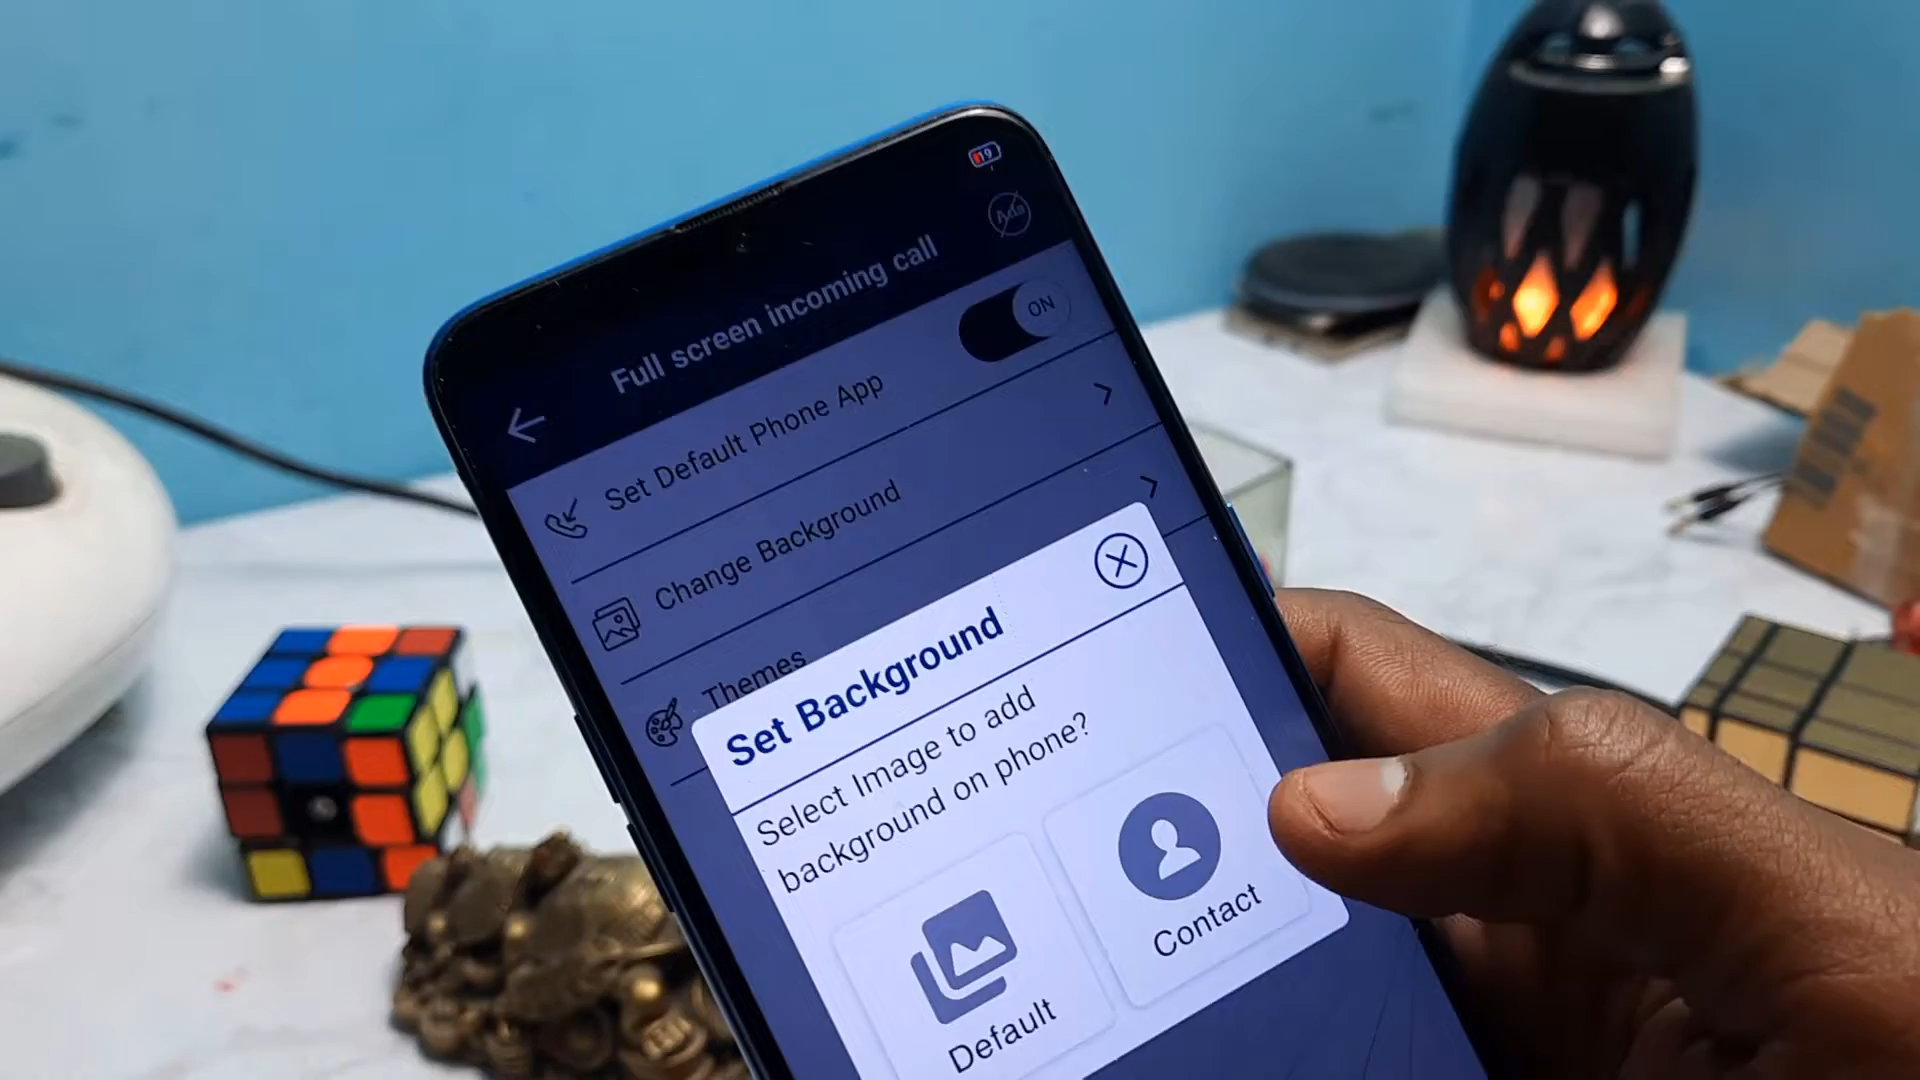 19
Ads
Full screen incoming call
Set Default Phone App
ON
Change Background
Themes
Set Background
Select Image to add
background on phone?
Default
Contact